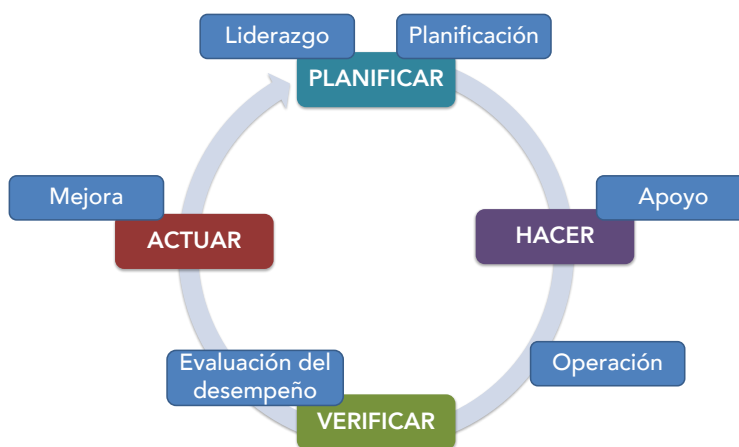 Liderazgo
Planificación
PLANIFICAR
Mejora
Apoyo
ACTUAR
HACER
Evaluación del
desempeño
Operación
VERIFICAR